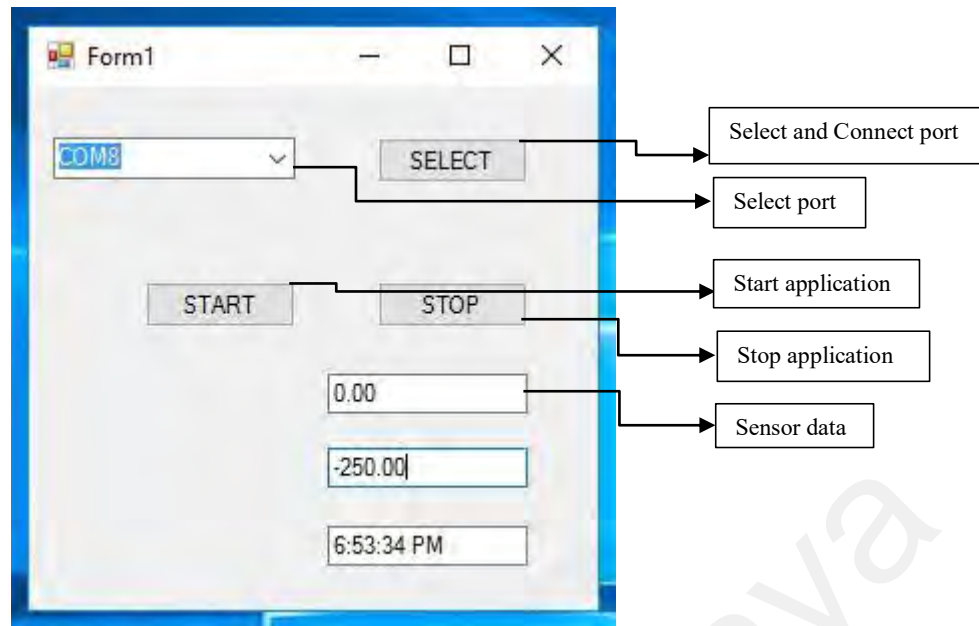 Form1
COM8
SELECT
Select and Connect port
Select port
START
STOP
Start application
Stop application
0.00
Sensor data
-250.00
6:53:34 PM